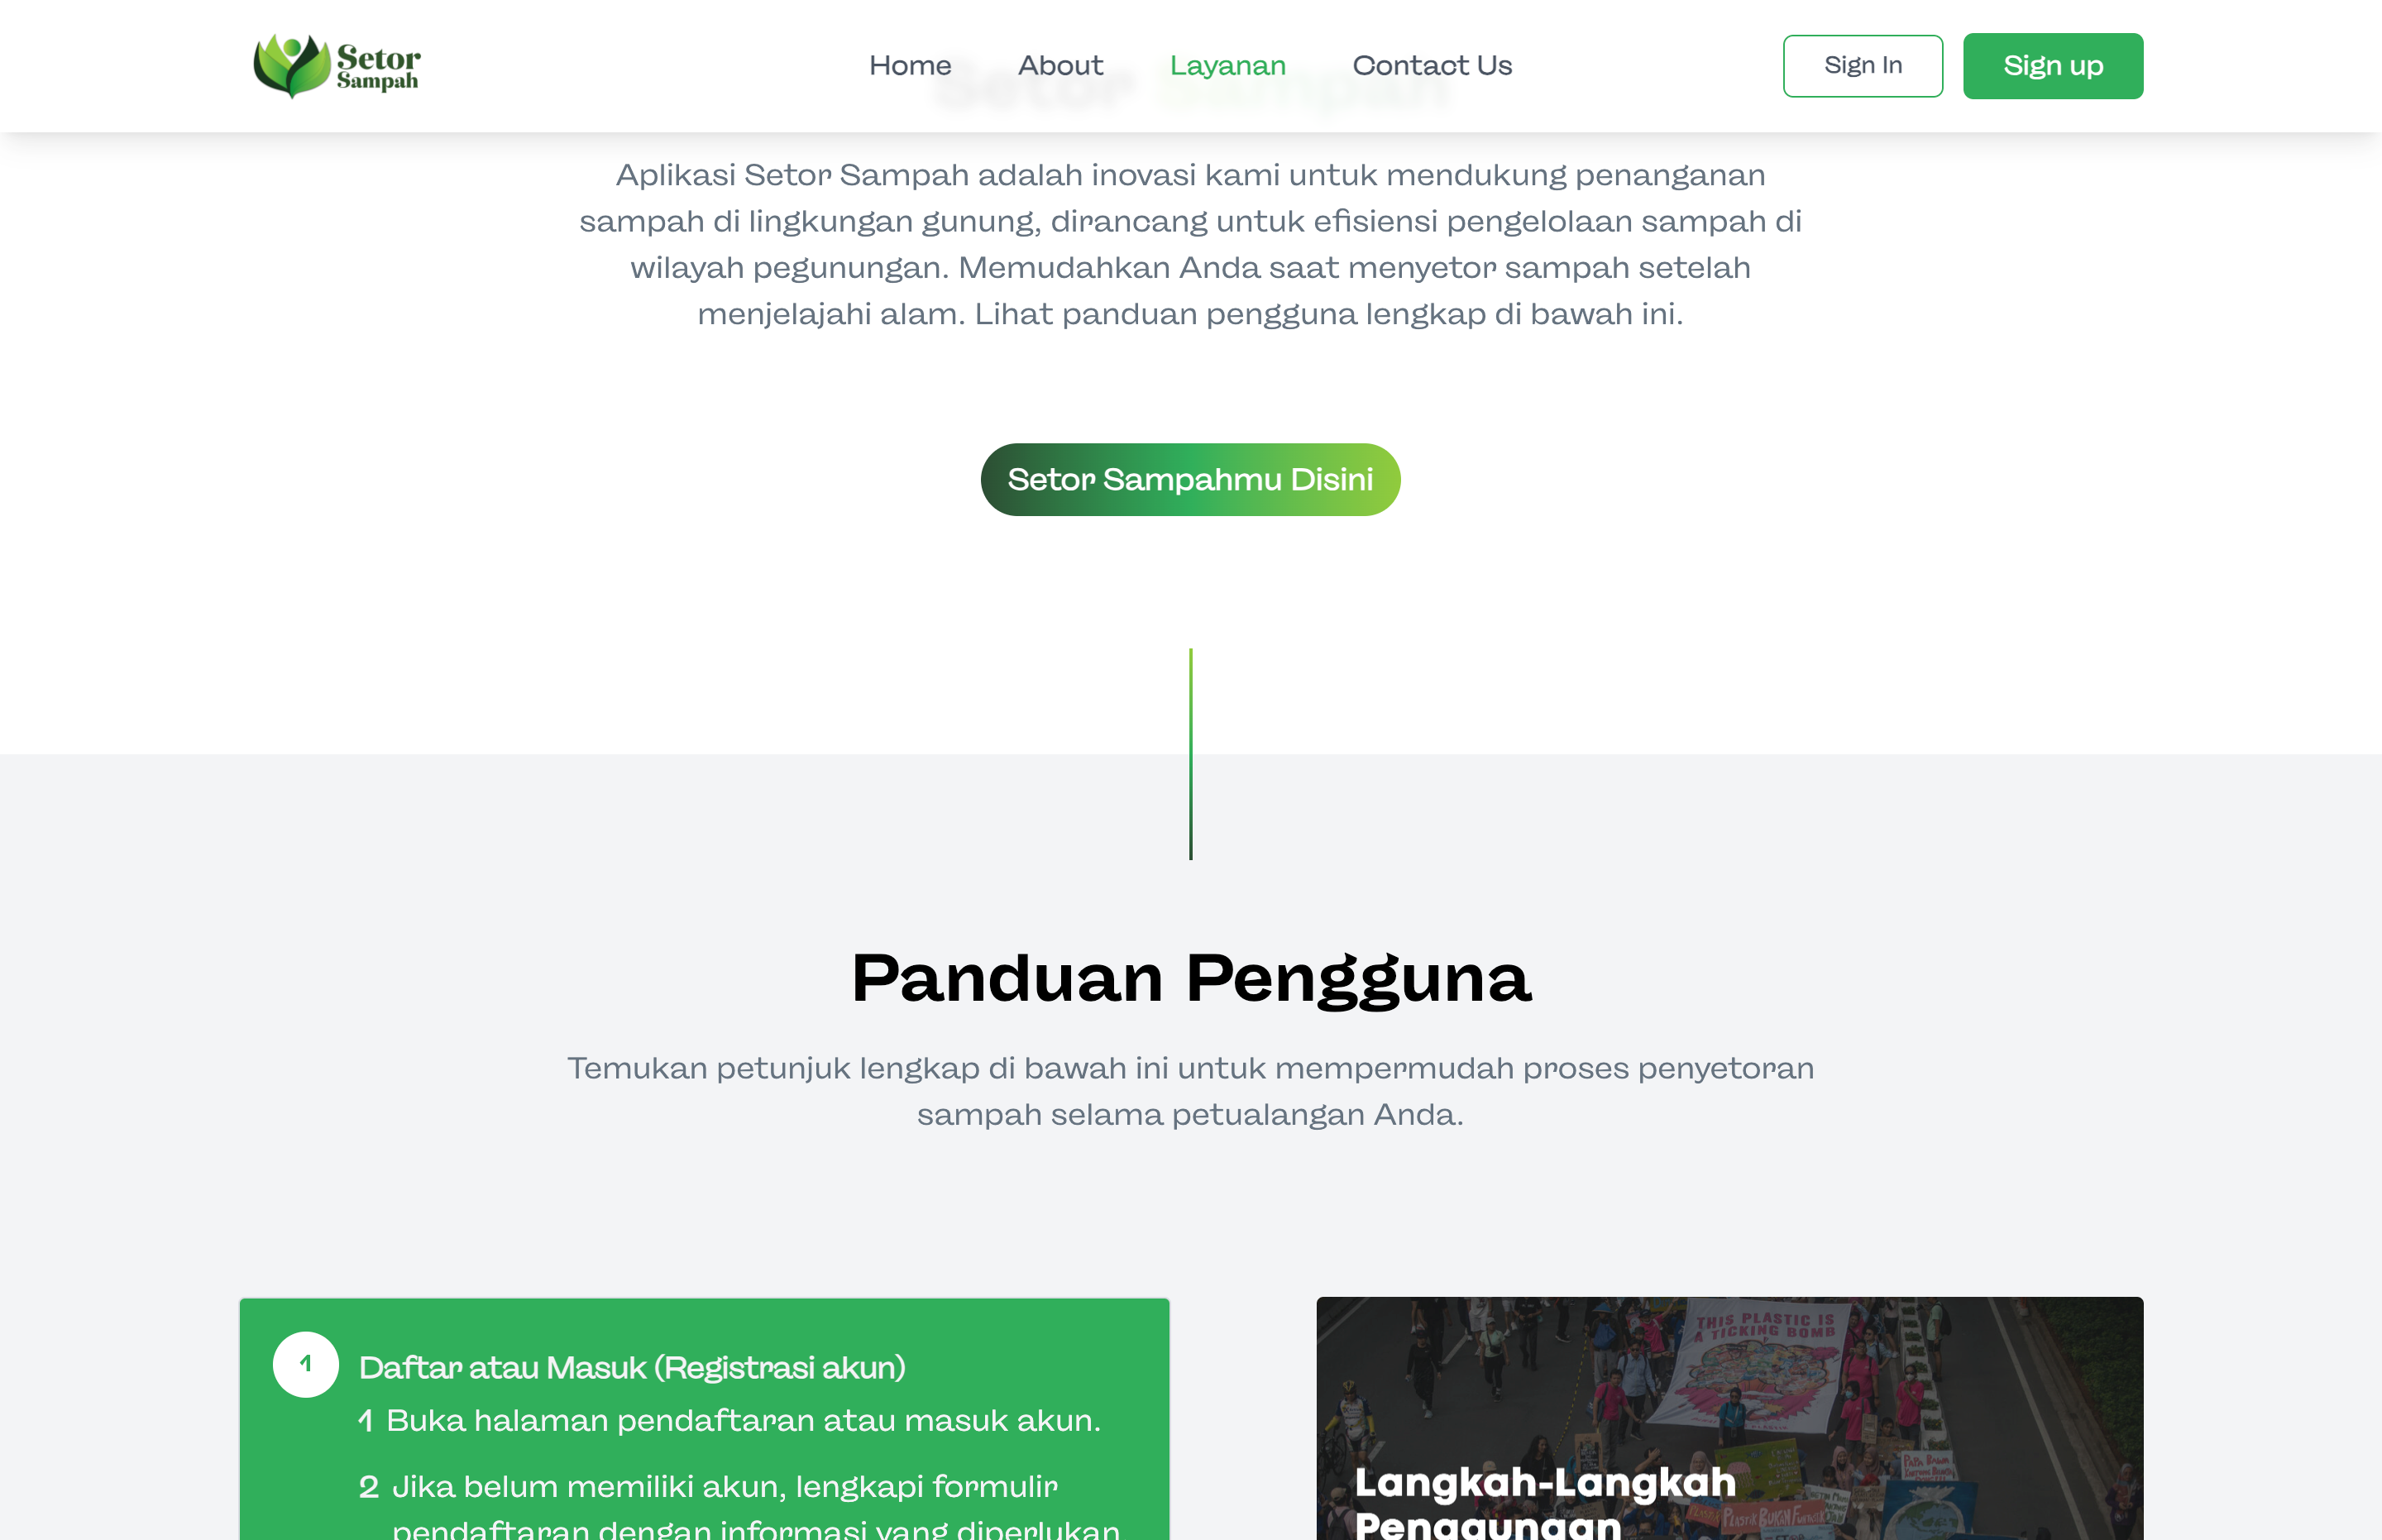 Setor
Sampah
Home
About
Layanan
Contact Us
Sign In
Sign up
Setor Sampah
Aplikasi Setor Sampah adalah inovasi kami untuk mendukung penanganan
sampah di lingkungan gunung, dirancang untuk efisiensi pengelolaan sampah di
wilayah pegunungan. Memudahkan Anda saat menyetor sampah setelah
menjelajahi alam. Lihat panduan pengguna lengkap di bawah ini.
Setor Sampahmu Disini
Panduan Pengguna
Temukan petunjuk lengkap di bawah ini untuk mempermudah proses penyetoran
sampah selama petualangan Anda.
1
Daftar atau Masuk (Registrasi akun)
1 Buka halaman pendaftaran atau masuk akun.
2 Jika belum memiliki akun, lengkapi formulir
pendaftaran dengan informasi yang diperlukan
THIS PLASTIC IS
A TICKING BOMB
Langkah-Langkah
Penggungan